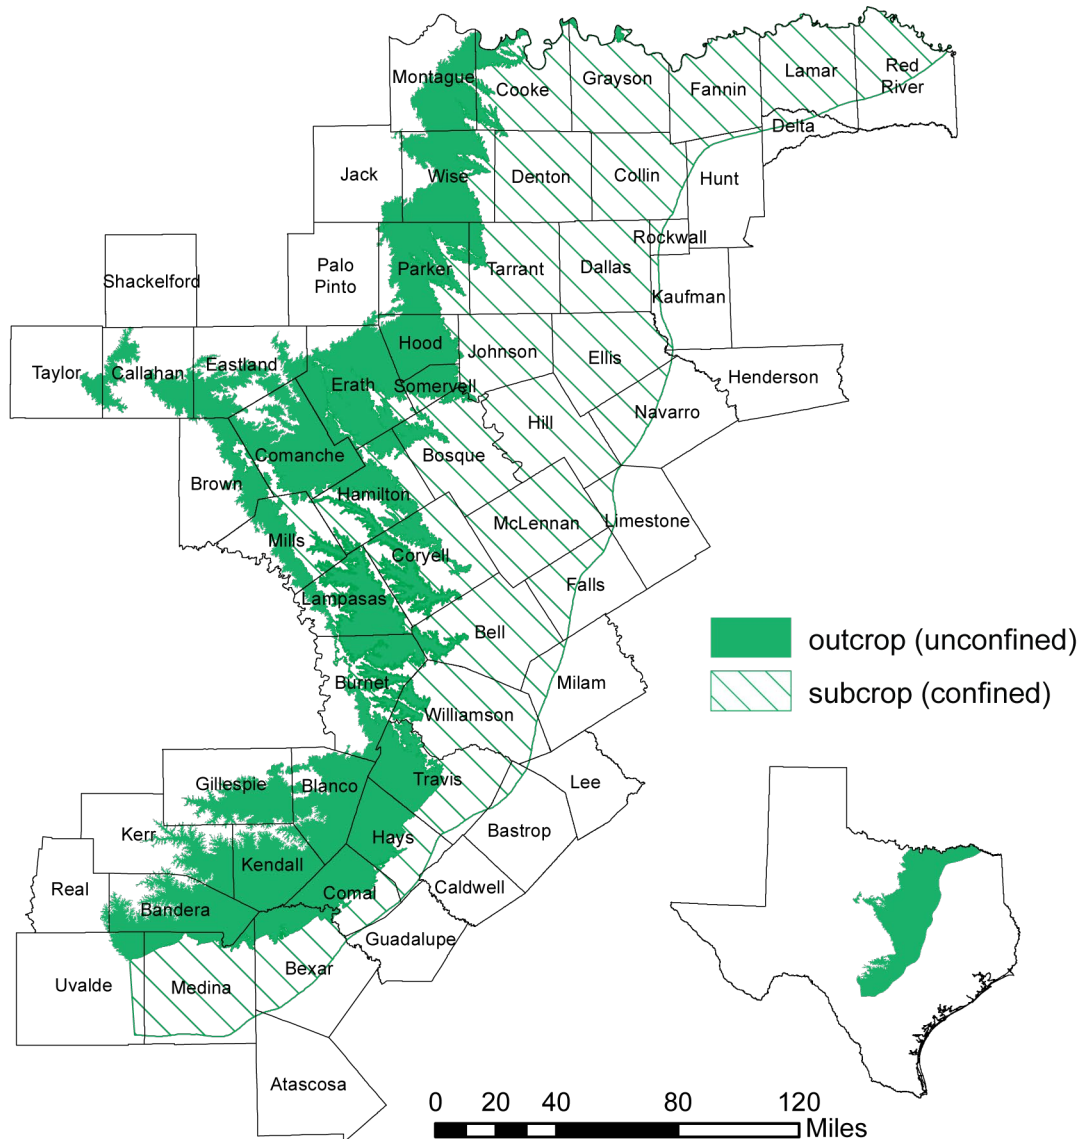 Montague
Cooke
Grayson
Fannin
Lamar
Red
River
Delta
Jack
Wise
Denton
Collin
Hunt
Rockwall
Shackelford
Palo
Pinto
Parker
Tarrant
Dallas
Kaufman
Taylor
Callahan
Eastland
Erath
Hood
Somervell
Johnson
Ellis
Henderson
Navarro
Hill
Bosque
Comanche
Brown
Hamilton
McLennan
Limestone
Mills
Coryell
Falls
Lampasas
Bell
Burnet
Milam
Williamson
outcrop (unconfined)
subcrop (confined)
Gillespie
Blanco
Travis
Lee
Kerr
Hays
Bastrop
Kendall
Real
Comal
Caldwell
Bandera
Guadalupe
Uvalde
Medina
Bexar
Atascosa
0 20 40 80 120
Miles